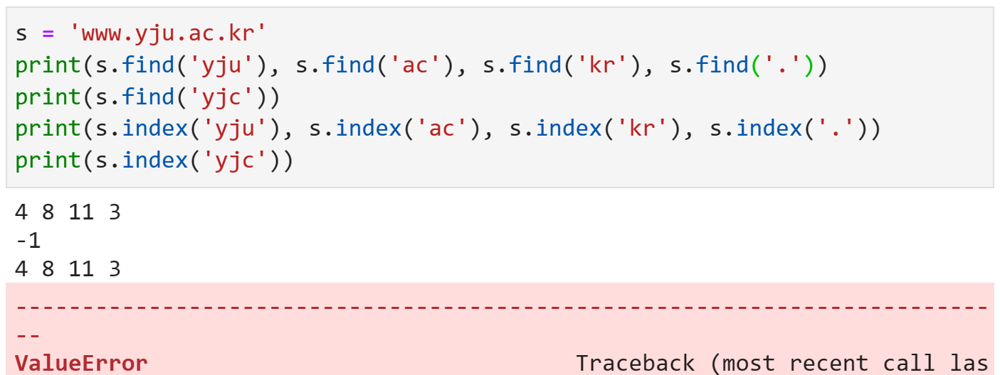 s = 'www.yju.ac.kr'
print(s.find('yju'), s.find('ac'), s.find('kr'), s.find('.'))
print(s.find('yjc'))
print(s.index('yju'), s.index('ac'), s.index('kr'), s.index('.'))
print(s.index('yjc'))
4 8 11 3
-1
4 8 11 3
-------------------------------------------------------------------------
--
ValueError                                Traceback (most recent call las